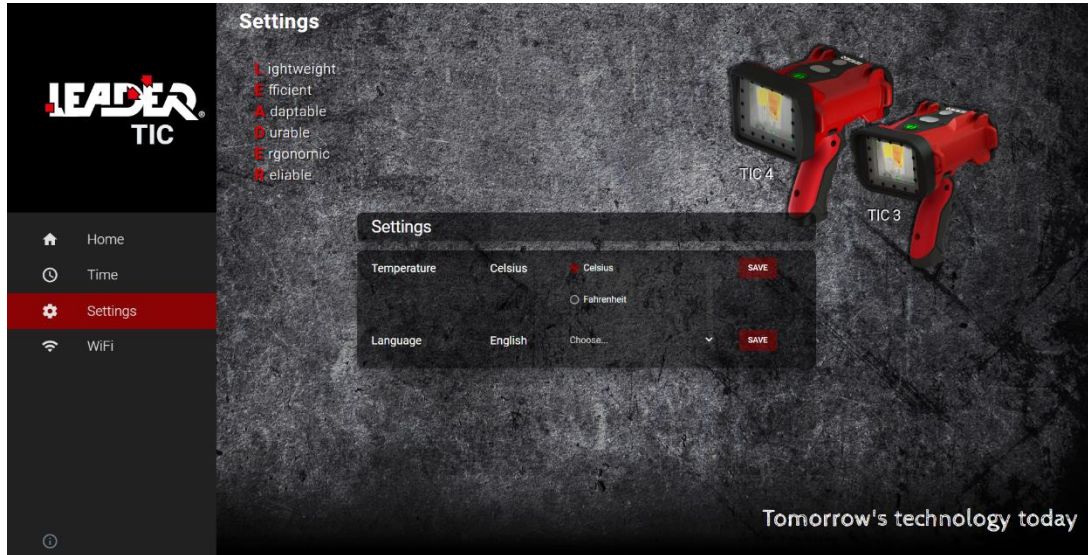 LEADER®
TIC
Home
Time
Settings
WiFi
Settings
Lightweight
Efficient
Adaptable
Durable
Ergonomic
Reliable
TIC 4
TIC 3
Settings
Temperature Celsius Celsius SAVE
Fahrenheit
Language English Choose... SAVE
Tomorrow's technology today